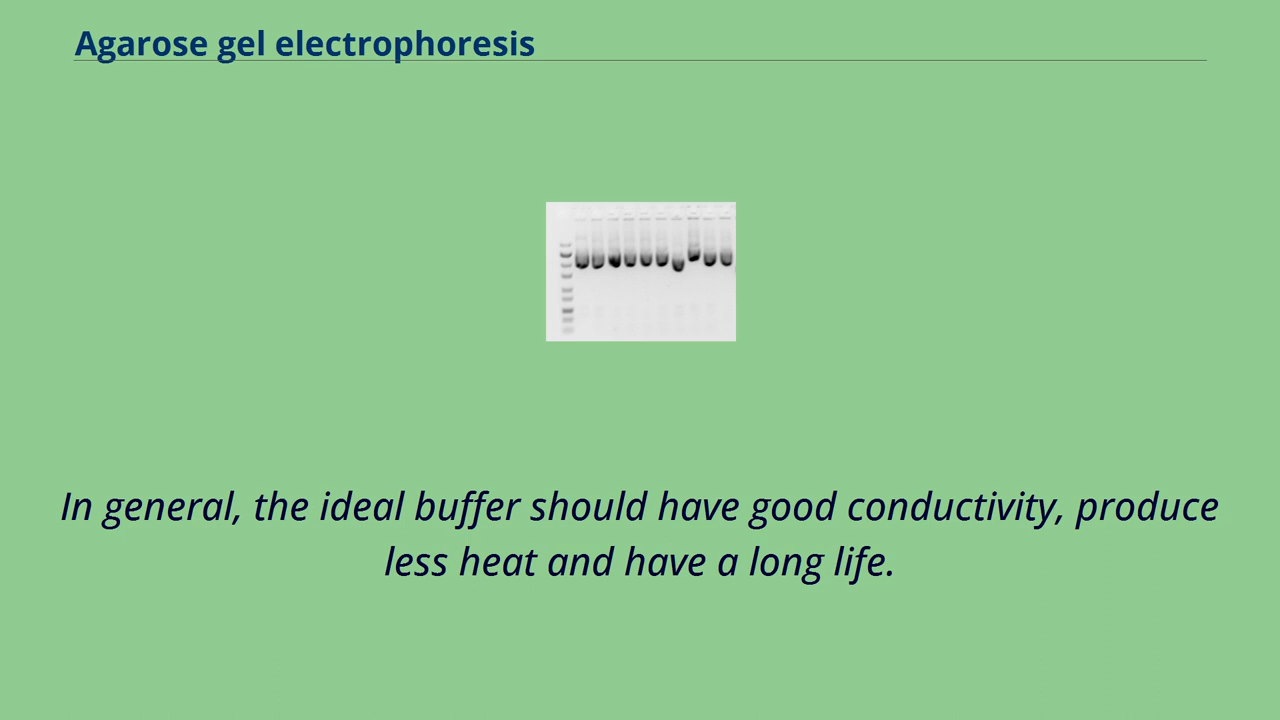 Agarose gel electrophoresis
In general, the ideal buffer should have good conductivity, produce
less heat and have a long life.